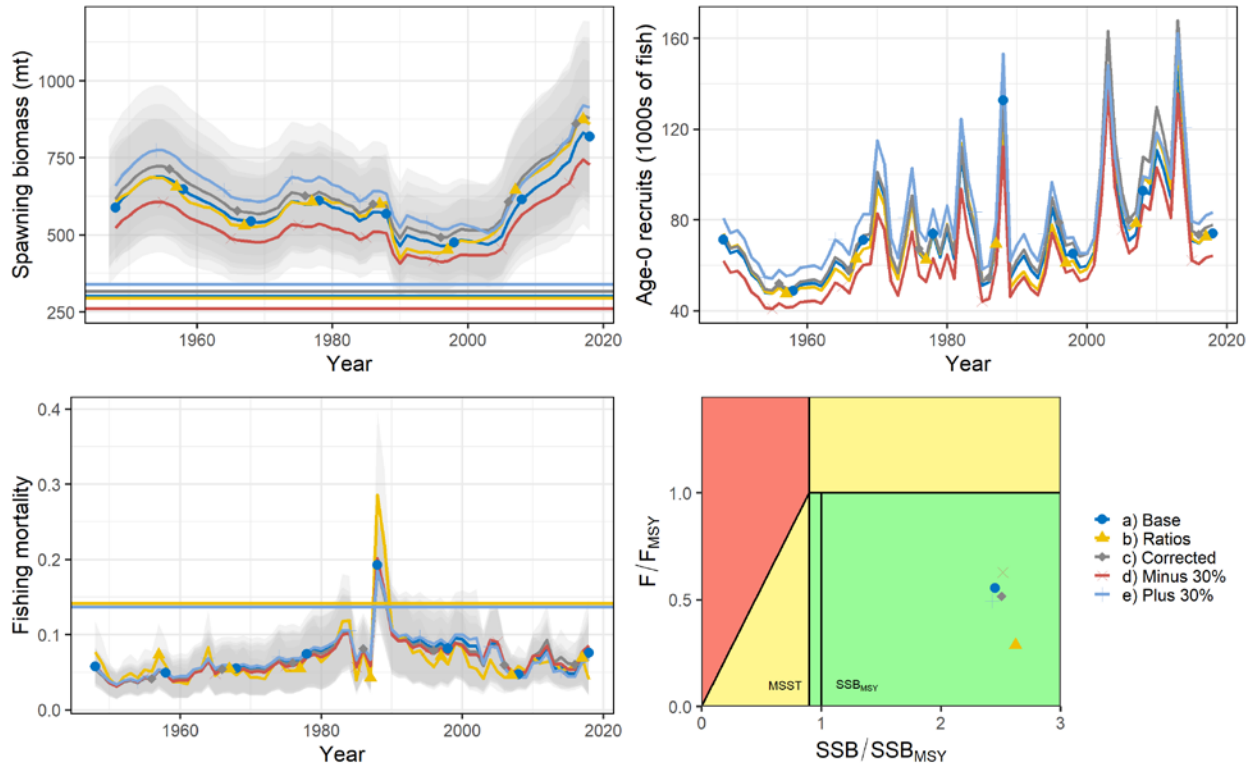 Spawning biomass (mt)
1000
750
500
250
1960
1980
2000
2020
Year
Age-0 recruits (1000s of fish)
160
120
80
40
1960
1980
2000
2020
Year
Fishing mortality
0.4
0.3
0.2
0.1
0.0
1960
1980
2000
2020
Year
F/F_MSY
1.0
0.5
0.0
MSST
SSB_MSY
0
1
2
3
SSB/SSB_MSY
a) Base
b) Ratios
c) Corrected
d) Minus 30%
e) Plus 30%